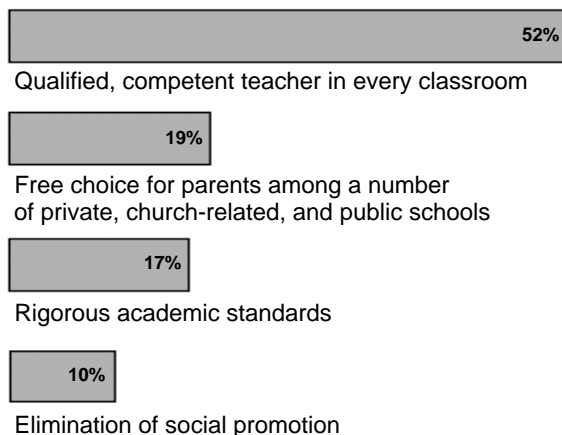 52%
Qualified, competent teacher in every classroom
19%
Free choice for parents among a number
of private, church-related, and public schools
17%
Rigorous academic standards
10%
Elimination of social promotion